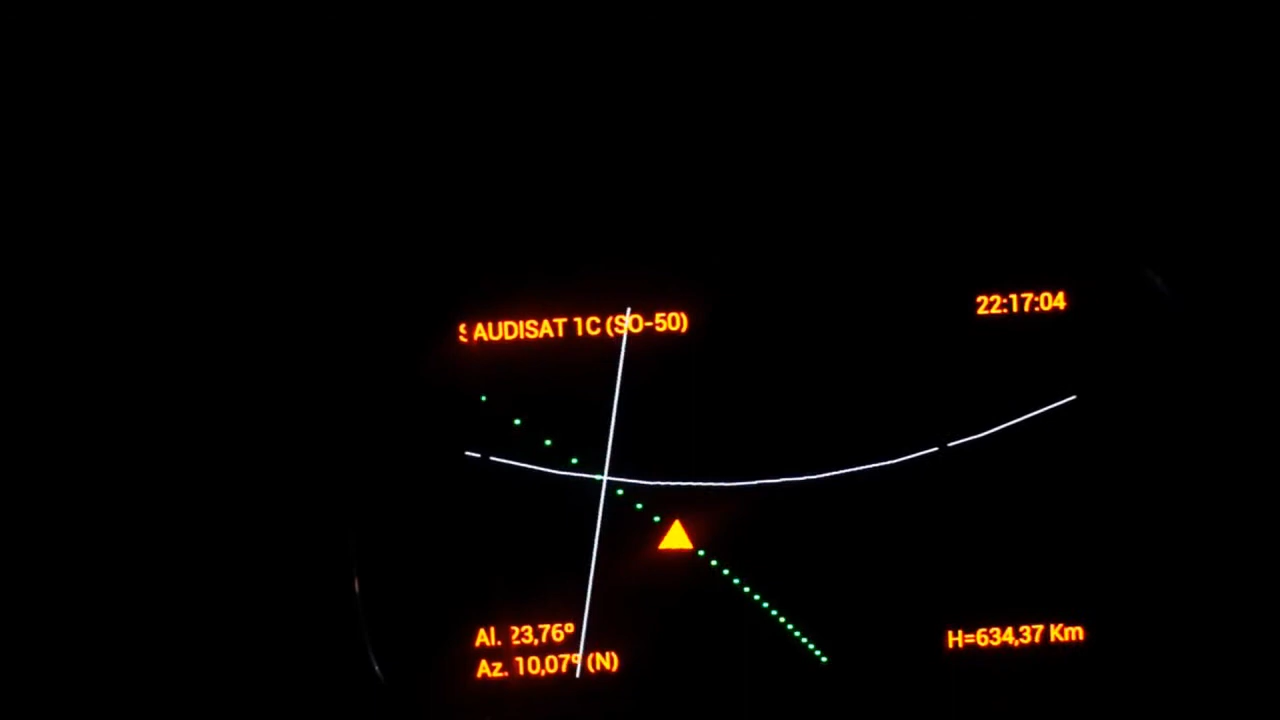 SAUDISAT 1C (SO-50)
22:17:04
Al. 23,76º
Az. 10,07º (N)
H=634,37 Km